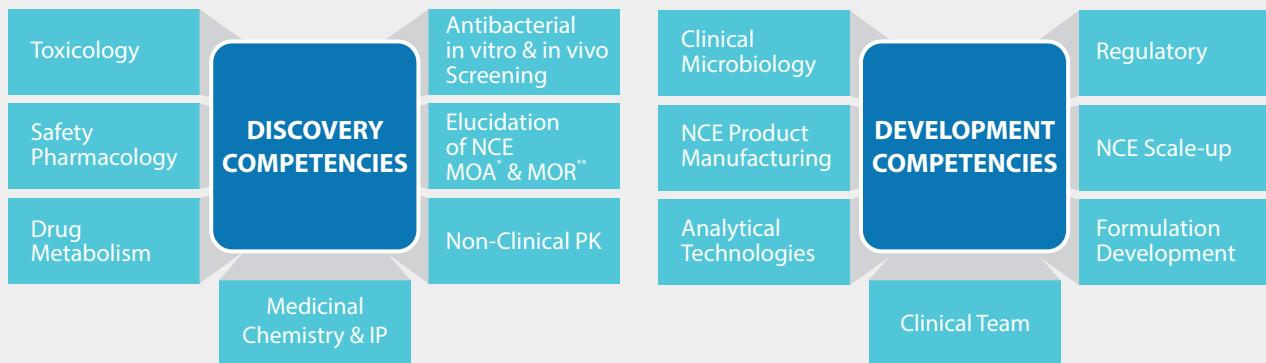 Toxicology
Safety
Pharmacology
Drug
Metabolism
DISCOVERY
COMPETENCIES
Antibacterial
in vitro & in vivo
Screening
Elucidation
of NCE
MOA* & MOR**
Non-Clinical PK
Medicinal
Chemistry & IP
Clinical
Microbiology
NCE Product
Manufacturing
Analytical
Technologies
DEVELOPMENT
COMPETENCIES
Regulatory
NCE Scale-up
Formulation
Development
Clinical Team